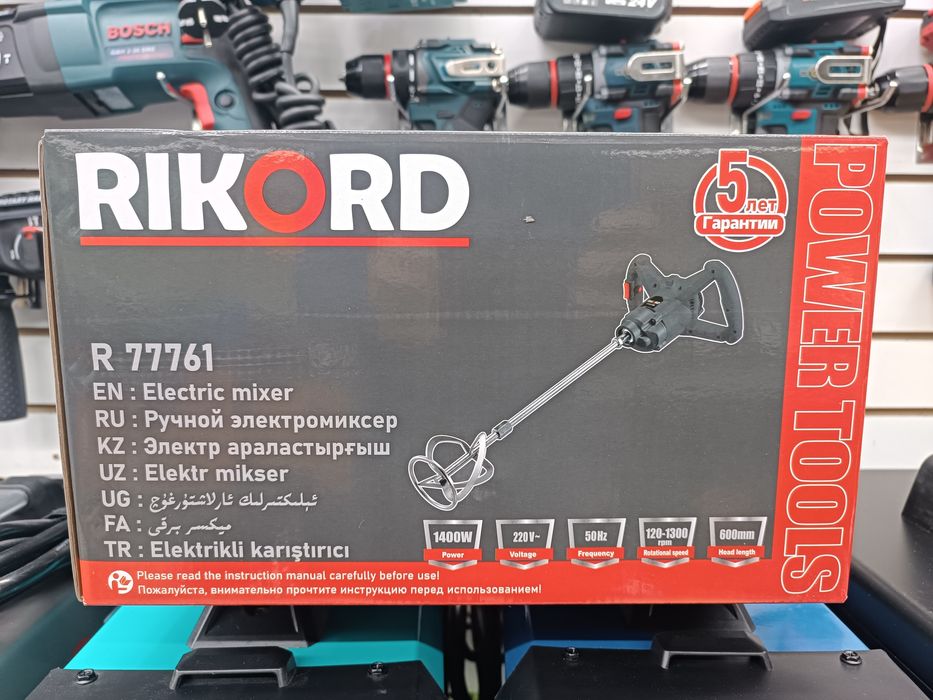 BOSCH
24V
RIKORD
5 лет
Гарантии
POWER TOOLS
R 77761
EN : Electric mixer
RU : Ручной электромиксер
KZ : Электр араластырғыш
UZ : Elektr mikser
UG : ئېلىكتىرلىك ئارلاشتۇرغۇچ
FA : میکسر برقی
TR : Elektrikli karıştırıcı
1400W
Power
220V~
Voltage
50Hz
Frequency
120-1300
rpm
Rotational speed
600mm
Head length
Please read the instruction manual carefully before use!
Пожалуйста, внимательно прочтите инструкцию перед использованием!